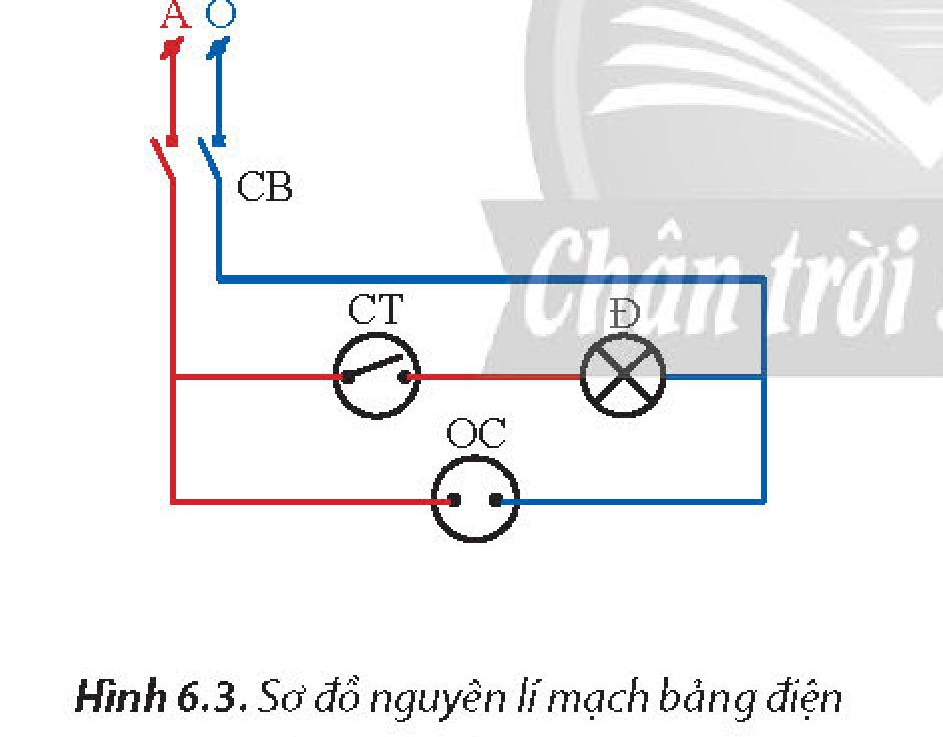 A O
CB
Chân trời
CT Đ
OC
Hình 6.3. Sơ đồ nguyên lí mạch bảng điện